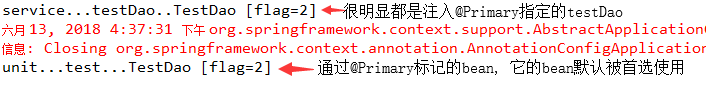 service...testDao..TestDao [flag=2] 很明显都是注入@Primary指定的testDao
六月 13, 2018 4:37:31 下午 org.springframework.context.support.AbstractApplicationC
信息: Closing org.springframework.context.annotation.AnnotationConfigApplication
unit...test...TestDao [flag=2] 通过@Primary标记的bean, 它的bean默认被首选使用